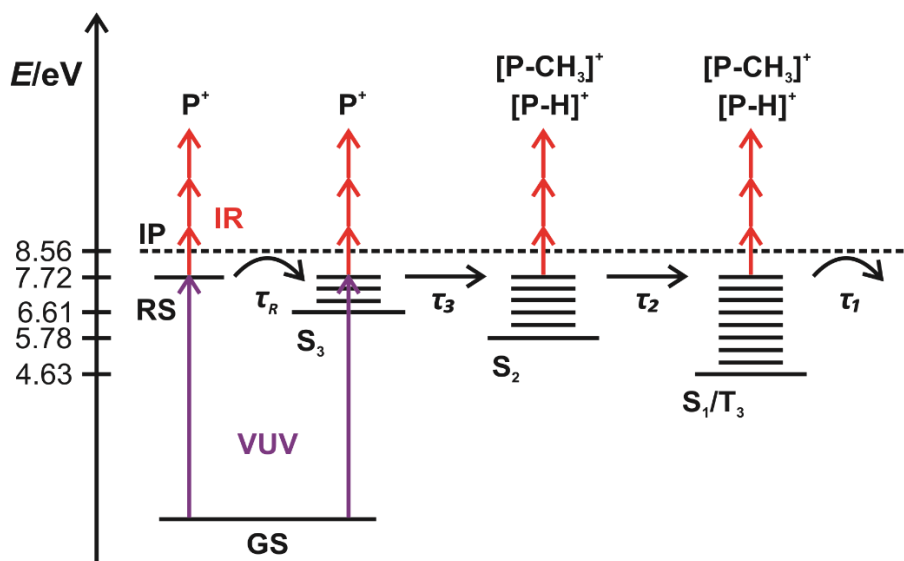 E/eV
P⁺
P⁺
[P-CH₃]⁺
[P-H]⁺
[P-CH₃]⁺
[P-H]⁺
IR
IP
8.56
7.72
RS
τR
τ₃
τ₂
τ₁
6.61
S₃
5.78
S₂
4.63
S₁/T₃
VUV
GS